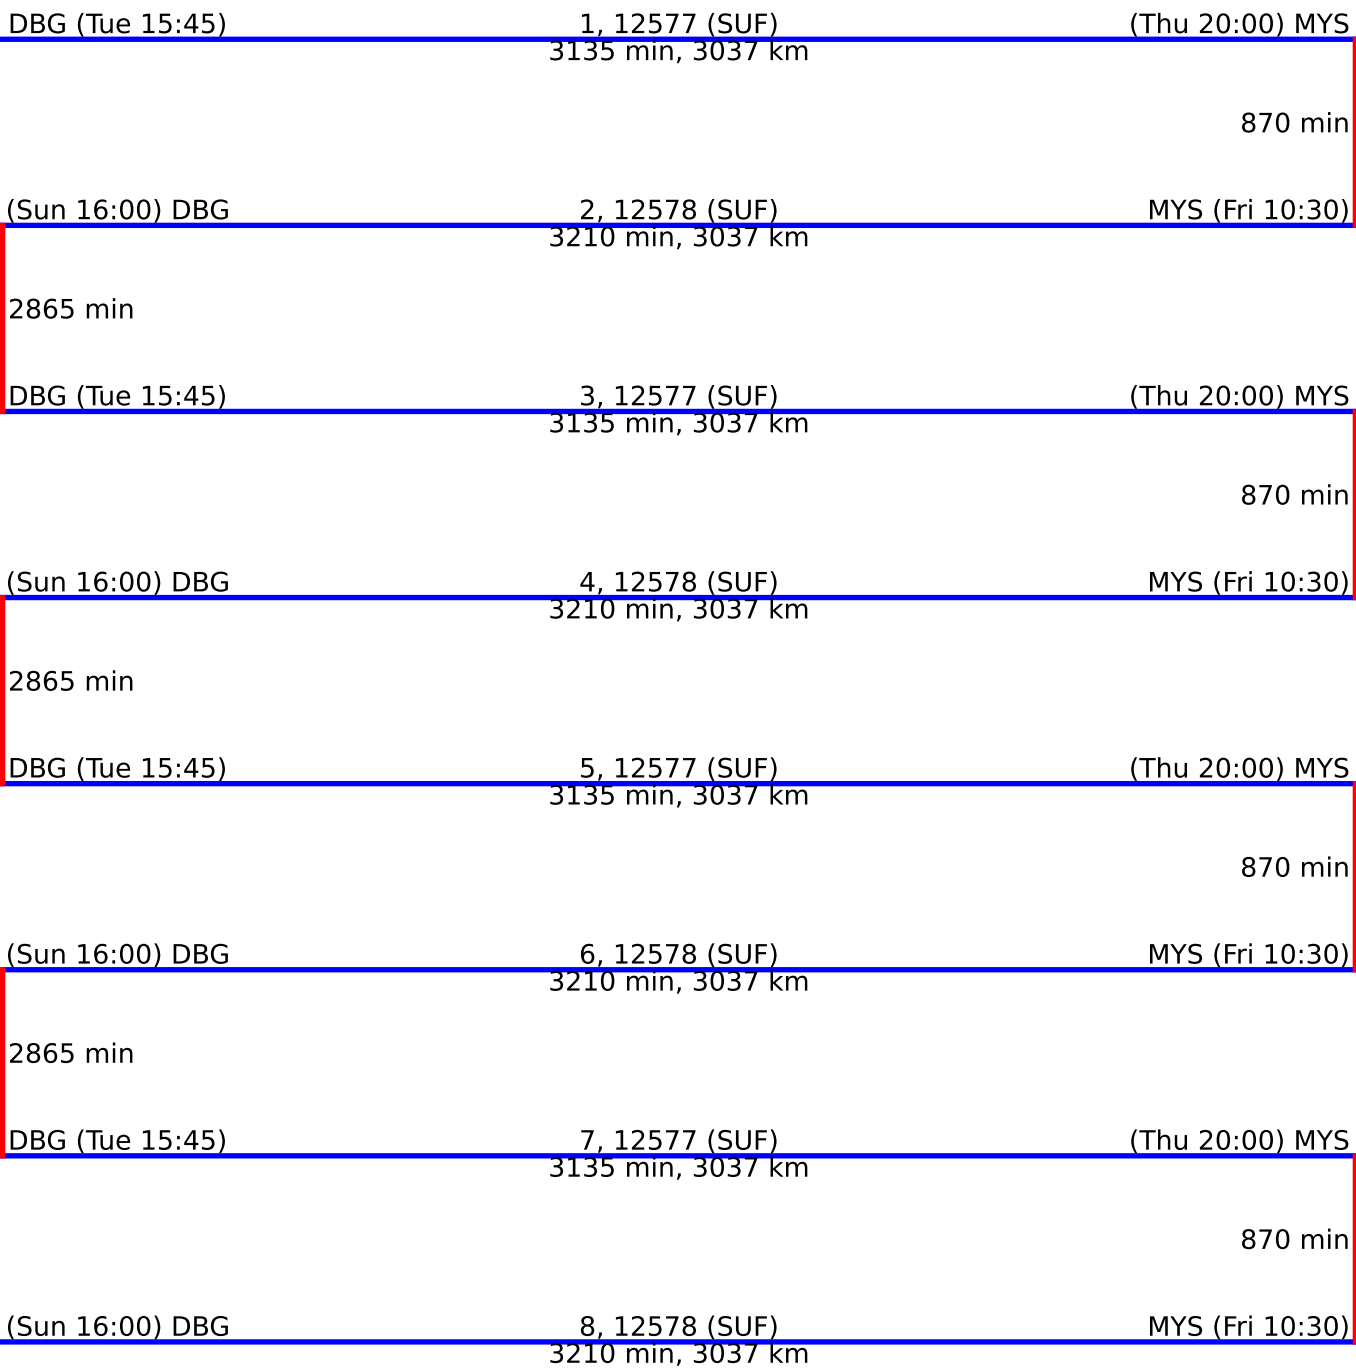 DBG (Tue 15:45) 1, 12577 (SUF) (Thu 20:00) MYS
3135 min, 3037 km
870 min
(Sun 16:00) DBG 2, 12578 (SUF) MYS (Fri 10:30)
3210 min, 3037 km
2865 min
DBG (Tue 15:45) 3, 12577 (SUF) (Thu 20:00) MYS
3135 min, 3037 km
870 min
(Sun 16:00) DBG 4, 12578 (SUF) MYS (Fri 10:30)
3210 min, 3037 km
2865 min
DBG (Tue 15:45) 5, 12577 (SUF) (Thu 20:00) MYS
3135 min, 3037 km
870 min
(Sun 16:00) DBG 6, 12578 (SUF) MYS (Fri 10:30)
3210 min, 3037 km
2865 min
DBG (Tue 15:45) 7, 12577 (SUF) (Thu 20:00) MYS
3135 min, 3037 km
870 min
(Sun 16:00) DBG 8, 12578 (SUF) MYS (Fri 10:30)
3210 min, 3037 km